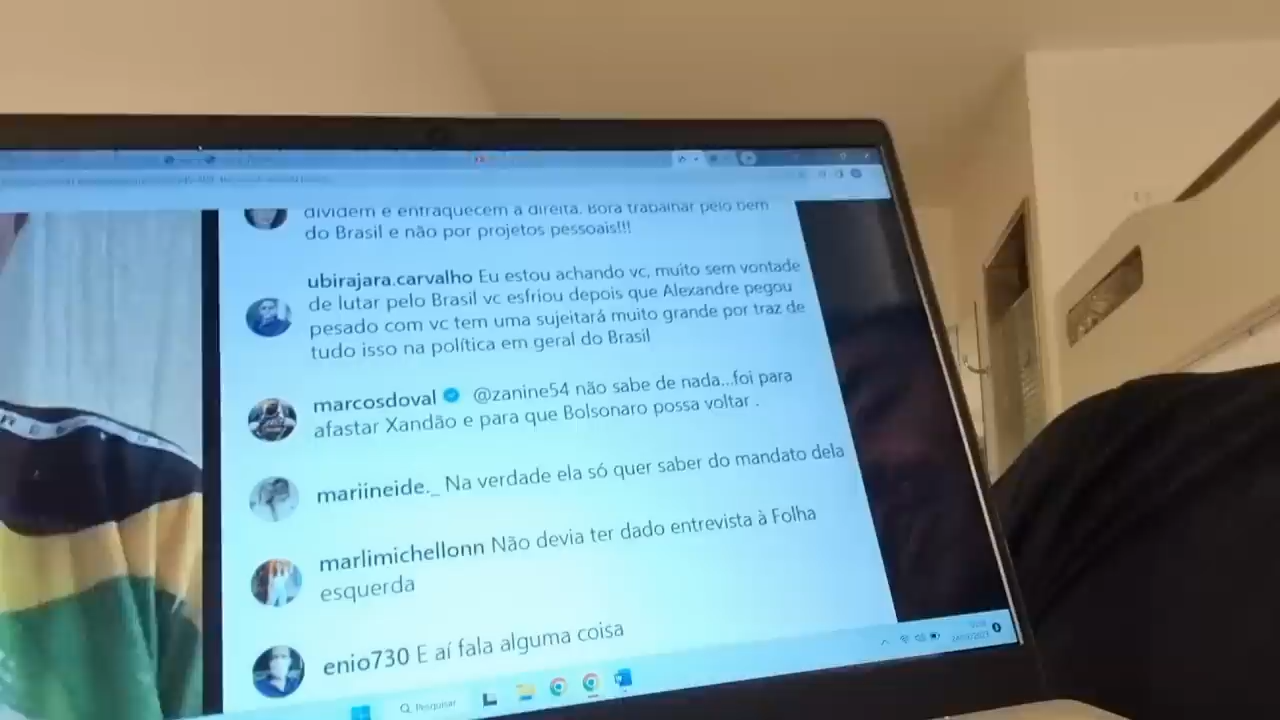 dividem e enfraquecem a direita. Bora trabalhar pelo bem
do Brasil e não por projetos pessoais!!!
ubirajara.carvalho Eu estou achando vc, muito sem vontade
de lutar pelo Brasil vc esfriou depois que Alexandre pegou
pesado com vc tem uma sujeitará muito grande por traz de
tudo isso na política em geral do Brasil
marcosdoval @zanine54 não sabe de nada...foi para
afastar Xandão e para que Bolsonaro possa voltar .
mariineide._ Na verdade ela só quer saber do mandato dela
marlimichellonn Não devia ter dado entrevista à Folha
esquerda
enio730 E aí fala alguma coisa
Pesquisar